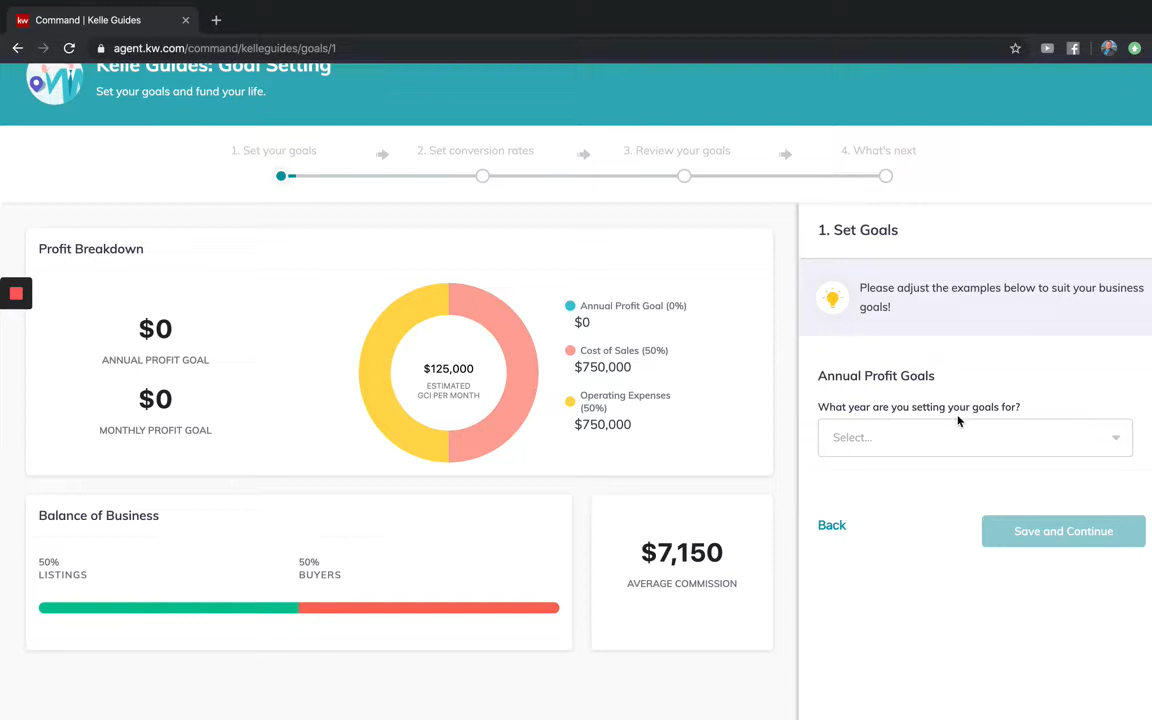 kw Command | Kelle Guides
agent.kw.com/command/kelleguides/goals/1
Kelle Guides: Goal Setting
Set your goals and fund your life.
1. Set your goals
2. Set conversion rates
3. Review your goals
4. What's next
Profit Breakdown
$0
ANNUAL PROFIT GOAL
$0
MONTHLY PROFIT GOAL
$125,000
ESTIMATED
GCI PER MONTH
Annual Profit Goal (0%)
$0
Cost of Sales (50%)
$750,000
Operating Expenses
(50%)
$750,000
Balance of Business
50%
LISTINGS
50%
BUYERS
$7,150
AVERAGE COMMISSION
1. Set Goals
Please adjust the examples below to suit your business
goals!
Annual Profit Goals
What year are you setting your goals for?
Select...
Back
Save and Continue